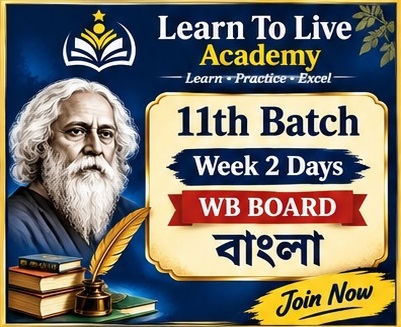 Learn To Live
Academy
Learn • Practice • Excel
11th Batch
Week 2 Days
WB BOARD
বাংলা
Join Now